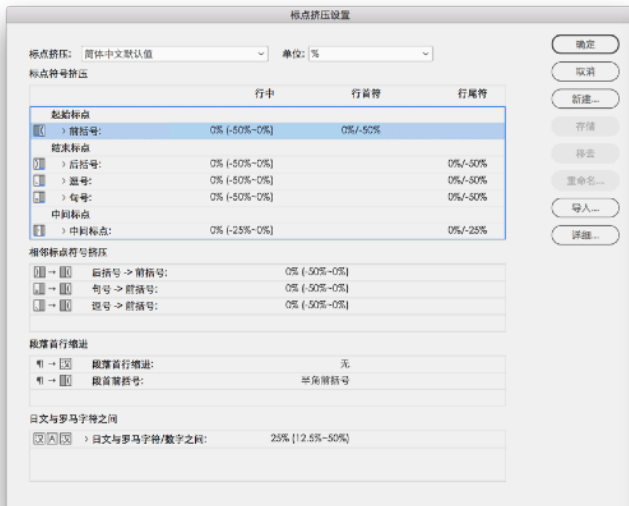 标点挤压设置
标点挤压: 简体中文默认值 单位: %
确定
标点符号挤压
取消
行中 行首符 行尾符
新建...
起始标点
存储
> 前括号: 0% (-50%~0%) 0%/-50%
结束标点
移去
> 后括号: 0% (-50%~0%) 0%/-50%
> 逗号: 0% (-50%~0%) 0%/-50%
重命名...
> 句号: 0% (-50%~0%) 0%/-50%
导入...
中间标点
> 中间标点: 0% (-25%~0%) 0%/-25%
详细...
相邻标点符号挤压
→ 后括号 -> 前括号: 0% (-50%~0%)
→ 句号 -> 前括号: 0% (-50%~0%)
→ 逗号 -> 前括号: 0% (-50%~0%)
段落首行缩进
¶ → 汉 段落首行缩进: 无
¶ → 段首前括号: 半角前括号
日文与罗马字符之间
汉 A 汉 > 日文与罗马字符/数字之间: 25% (12.5%~50%)